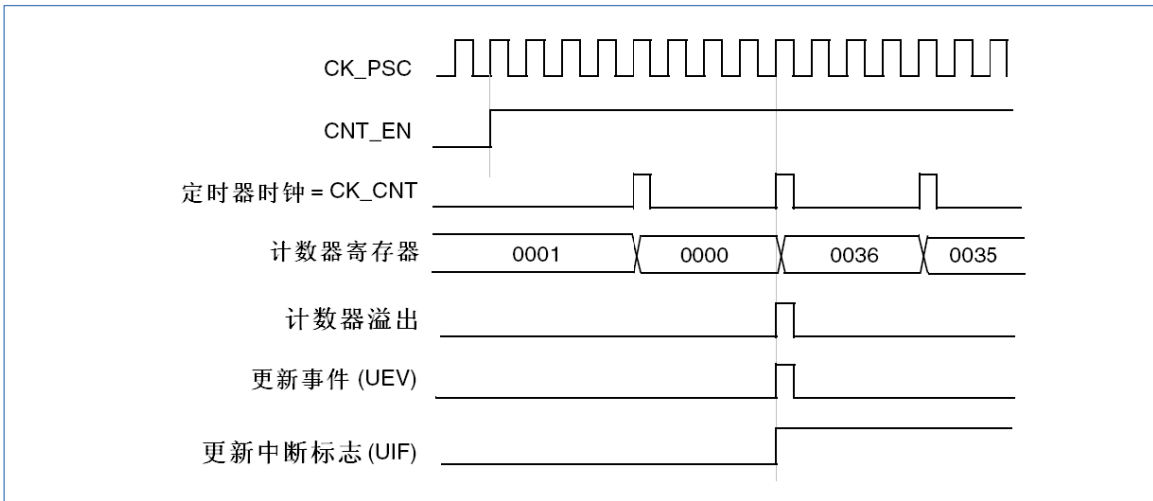 CK_PSC
CNT_EN
定时器时钟 = CK_CNT
计数器寄存器 0001 0000 0036 0035
计数器溢出
更新事件 (UEV)
更新中断标志 (UIF)